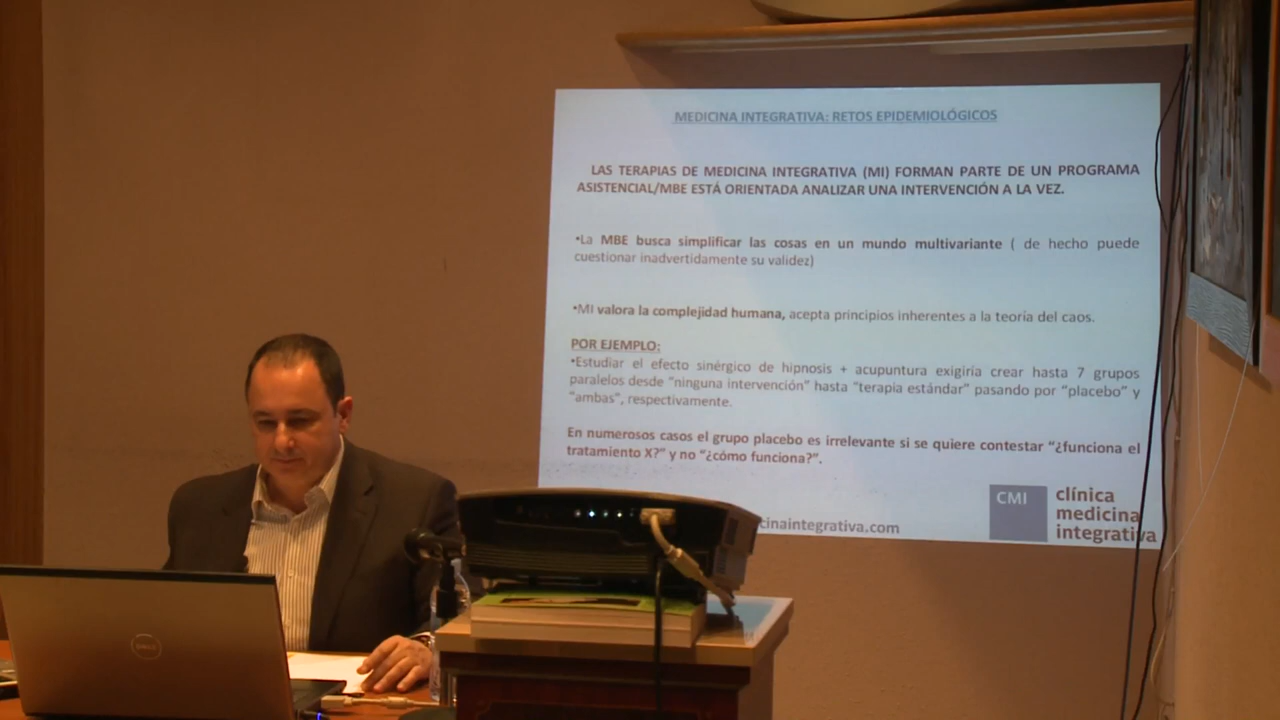 MEDICINA INTEGRATIVA: RETOS EPIDEMIOLÓGICOS
LAS TERAPIAS DE MEDICINA INTEGRATIVA (MI) FORMAN PARTE DE UN PROGRAMA
ASISTENCIAL/MBE ESTÁ ORIENTADA ANALIZAR UNA INTERVENCIÓN A LA VEZ.
•La MBE busca simplificar las cosas en un mundo multivariante ( de hecho puede
cuestionar inadvertidamente su validez)
•MI valora la complejidad humana, acepta principios inherentes a la teoría del caos.
POR EJEMPLO:
•Estudiar el efecto sinérgico de hipnosis + acupuntura exigiría crear hasta 7 grupos
paralelos desde "ninguna intervención" hasta "terapia estándar" pasando por "placebo" y
"ambas", respectivamente.
En numerosos casos el grupo placebo es irrelevante si se quiere contestar "¿funciona el
tratamiento X?" y no "¿cómo funciona?".
cinaintegrativa.com
CMI
clínica
medicina
integrativa
DELL